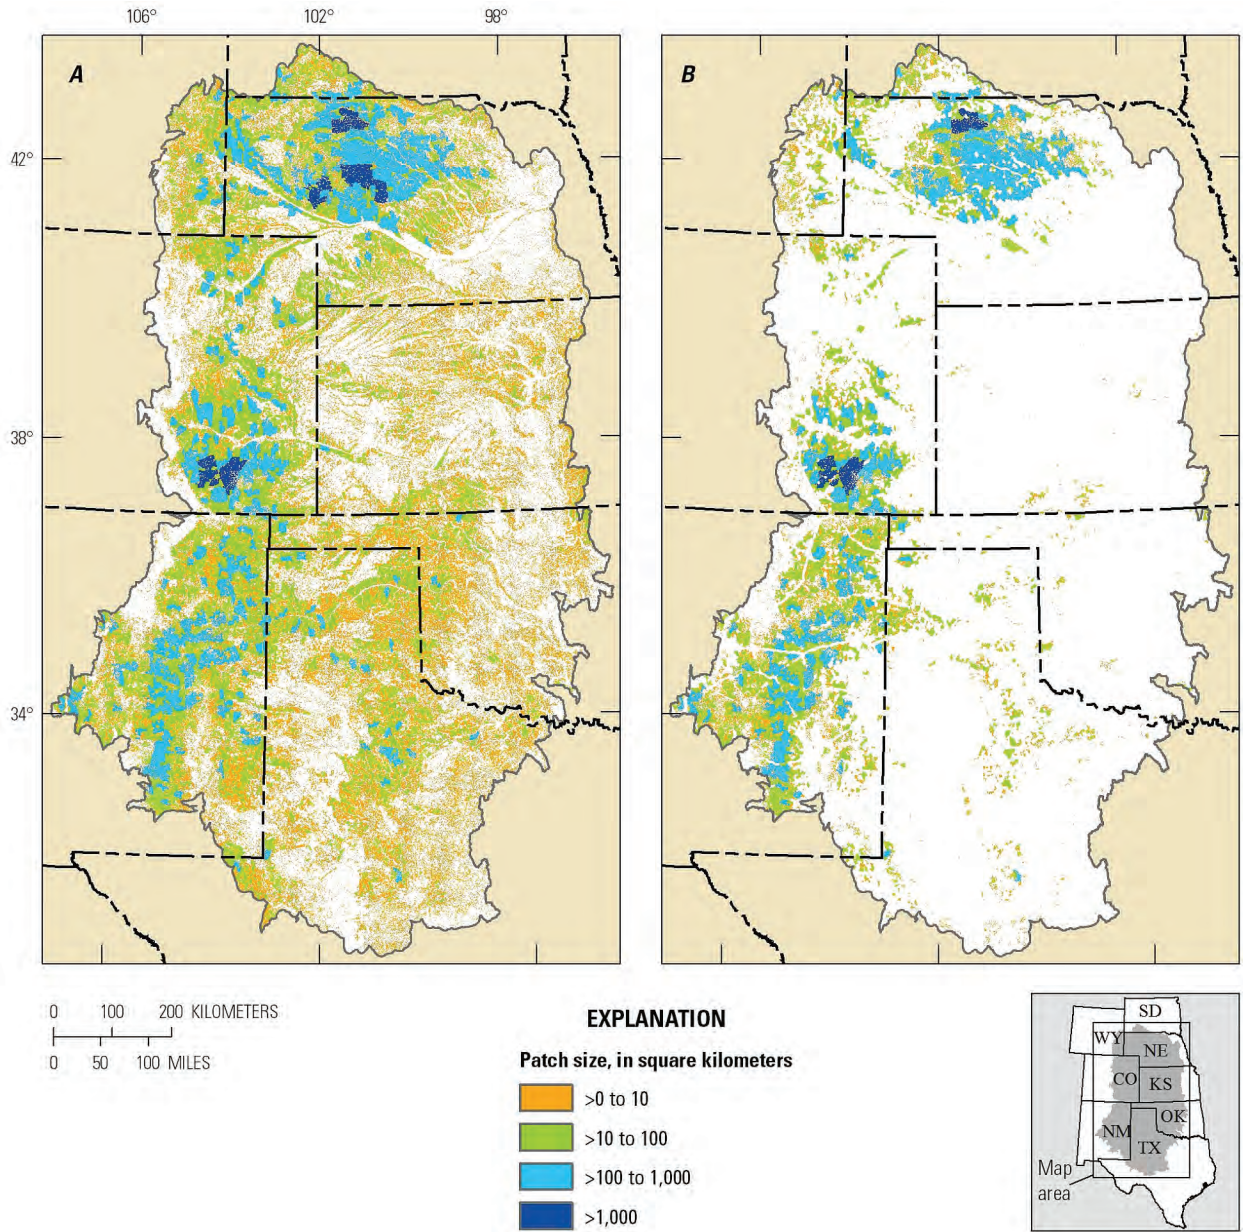 106° 102° 98°
A B
42°
38°
34°
0 100 200 KILOMETERS
0 50 100 MILES
EXPLANATION
Patch size, in square kilometers
>0 to 10
>10 to 100
>100 to 1,000
>1,000
SD
WY
NE
CO
KS
OK
NM
TX
Map
area